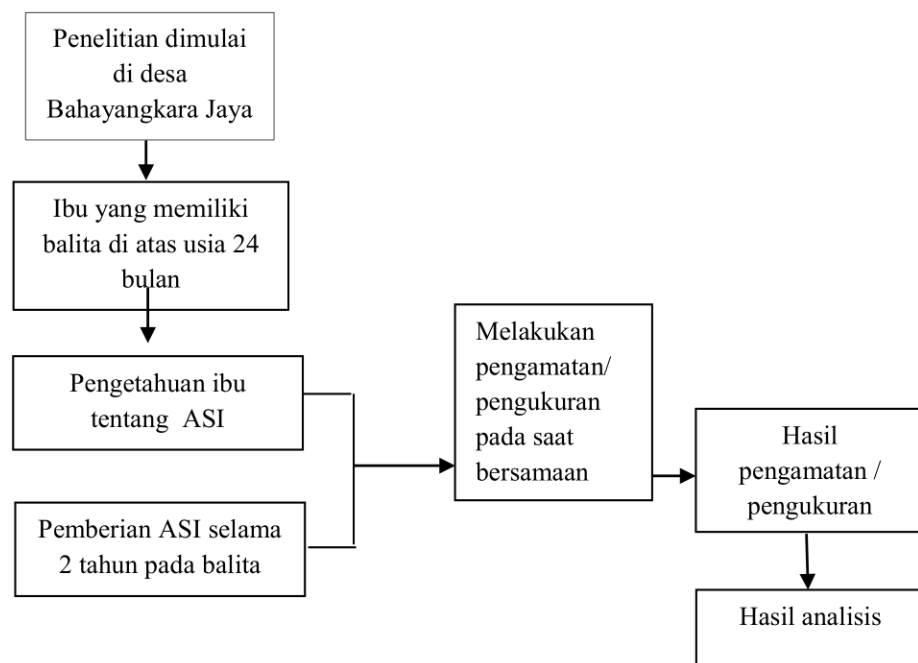 Penelitian dimulai
di desa
Bahayangkara Jaya
Ibu yang memiliki
balita di atas usia 24
bulan
Pengetahuan ibu
tentang ASI
Pemberian ASI selama
2 tahun pada balita
Melakukan
pengamatan/
pengukuran
pada saat
bersamaan
Hasil
pengamatan /
pengukuran
Hasil analisis